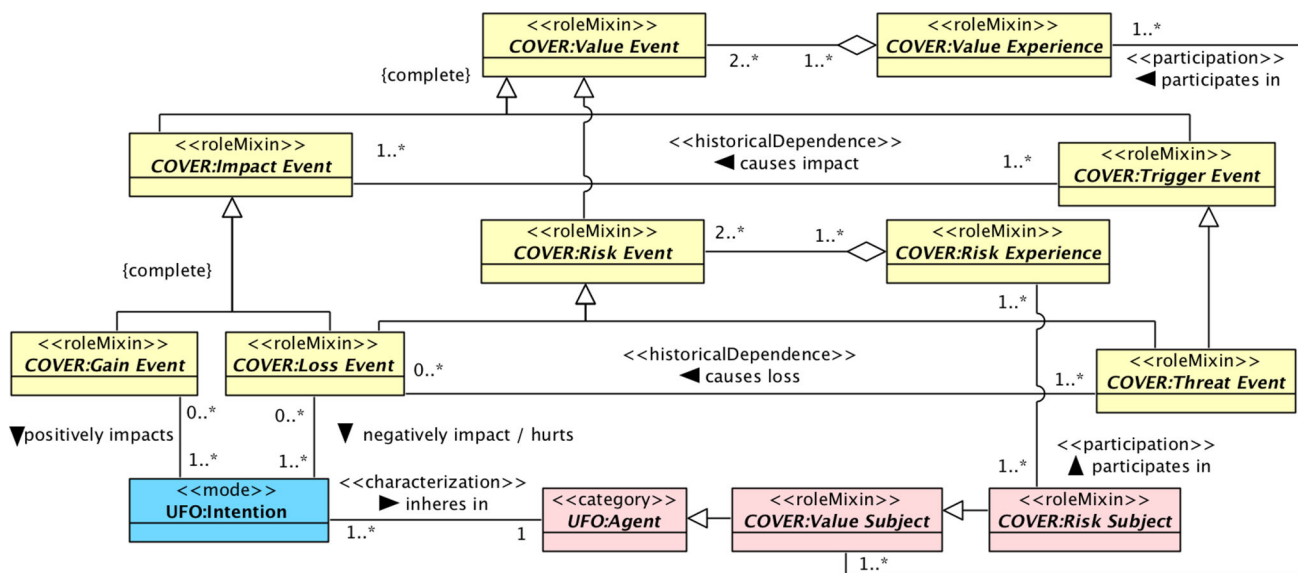 <<roleMixin>>
COVER:Value Event
2..*
1..*
<<roleMixin>>
COVER:Value Experience
1..*
<<participation>>
◄ participates in
{complete}
<<roleMixin>>
COVER:Impact Event
1..*
<<historicalDependence>>
◄ causes impact
1..*
<<roleMixin>>
COVER:Trigger Event
<<roleMixin>>
COVER:Risk Event
2..*
1..*
<<roleMixin>>
COVER:Risk Experience
{complete}
1..*
<<roleMixin>>
COVER:Gain Event
<<roleMixin>>
COVER:Loss Event
0..*
<<historicalDependence>>
◄ causes loss
1..*
<<roleMixin>>
COVER:Threat Event
0..*
0..*
▼positively impacts
▼ negatively impact / hurts
1..*
1..*
<<participation>>
▲ participates in
1..*
<<mode>>
UFO:Intention
<<characterization>>
► inheres in
1..*
1
<<category>>
UFO:Agent
<<roleMixin>>
COVER:Value Subject
<<roleMixin>>
COVER:Risk Subject
1..*